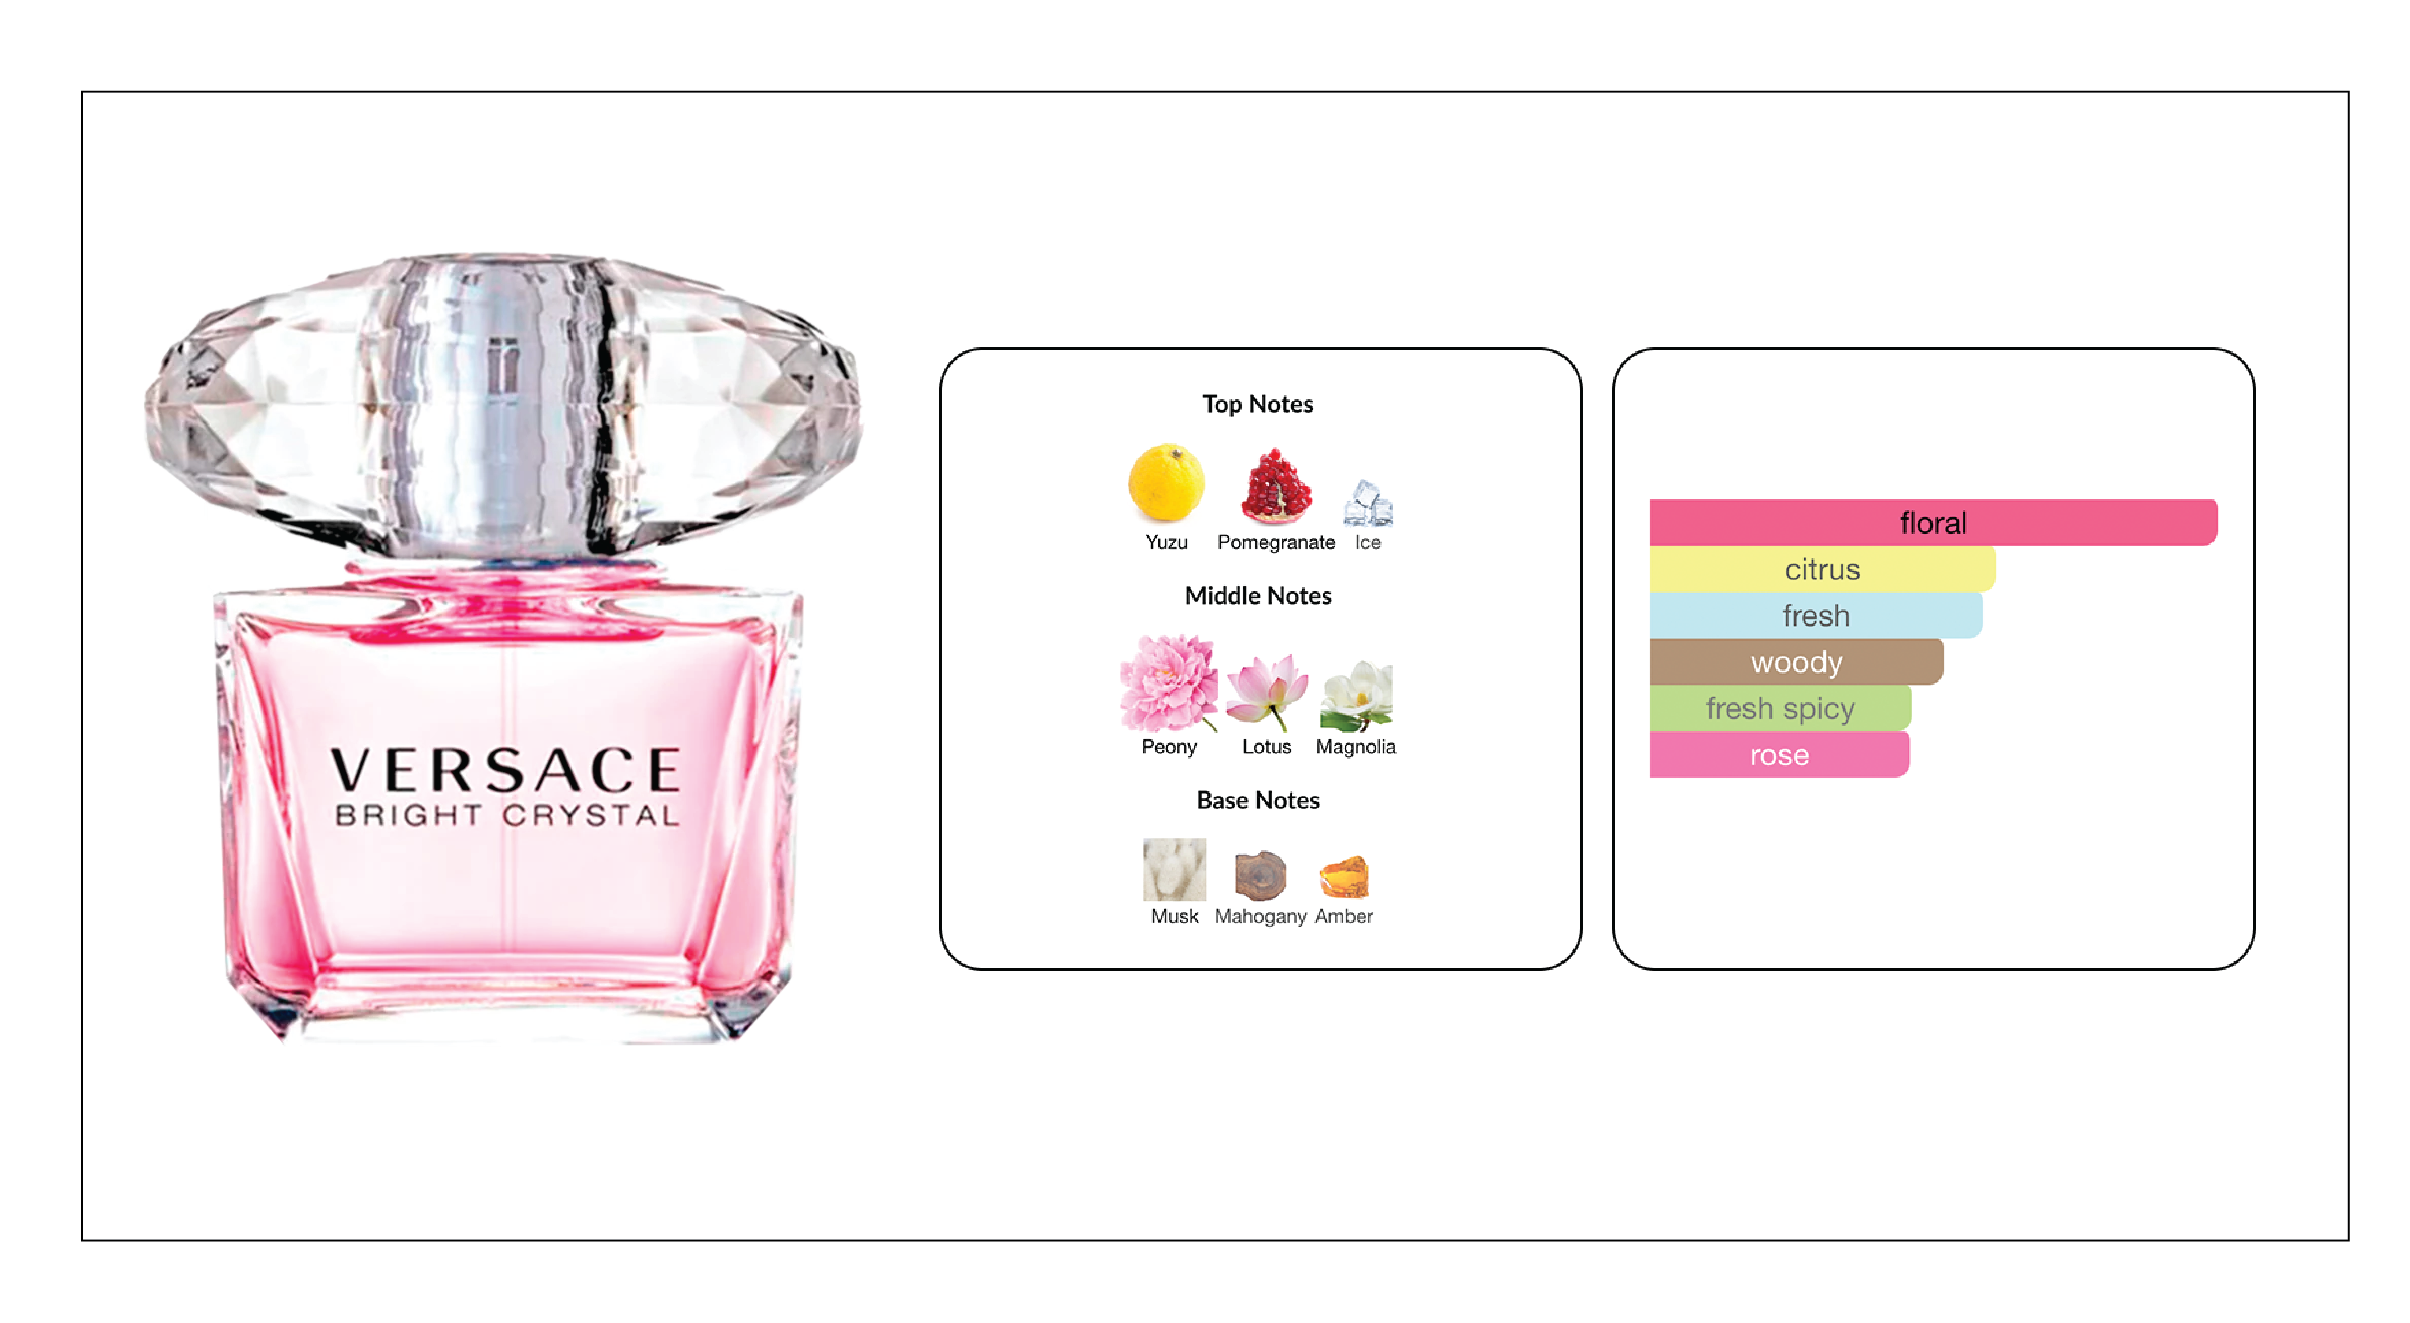 VERSACE
BRIGHT CRYSTAL
Top Notes
Yuzu Pomegranate Ice
Middle Notes
Peony Lotus Magnolia
Base Notes
Musk Mahogany Amber
floral
citrus
fresh
woody
fresh spicy
rose